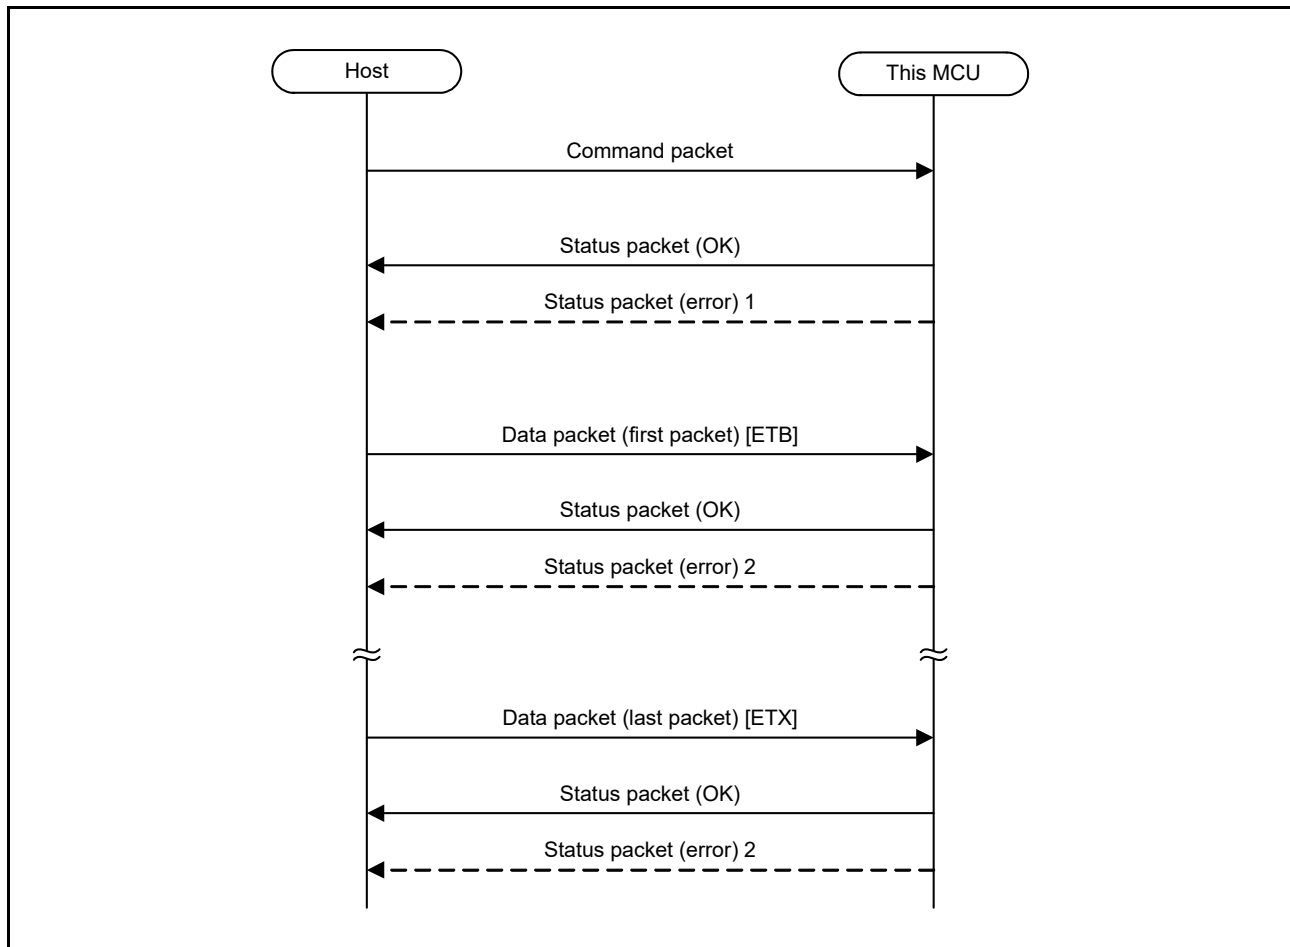 Host
This MCU
Command packet
Status packet (OK)
Status packet (error) 1
Data packet (first packet) [ETB]
Status packet (OK)
Status packet (error) 2
Data packet (last packet) [ETX]
Status packet (OK)
Status packet (error) 2